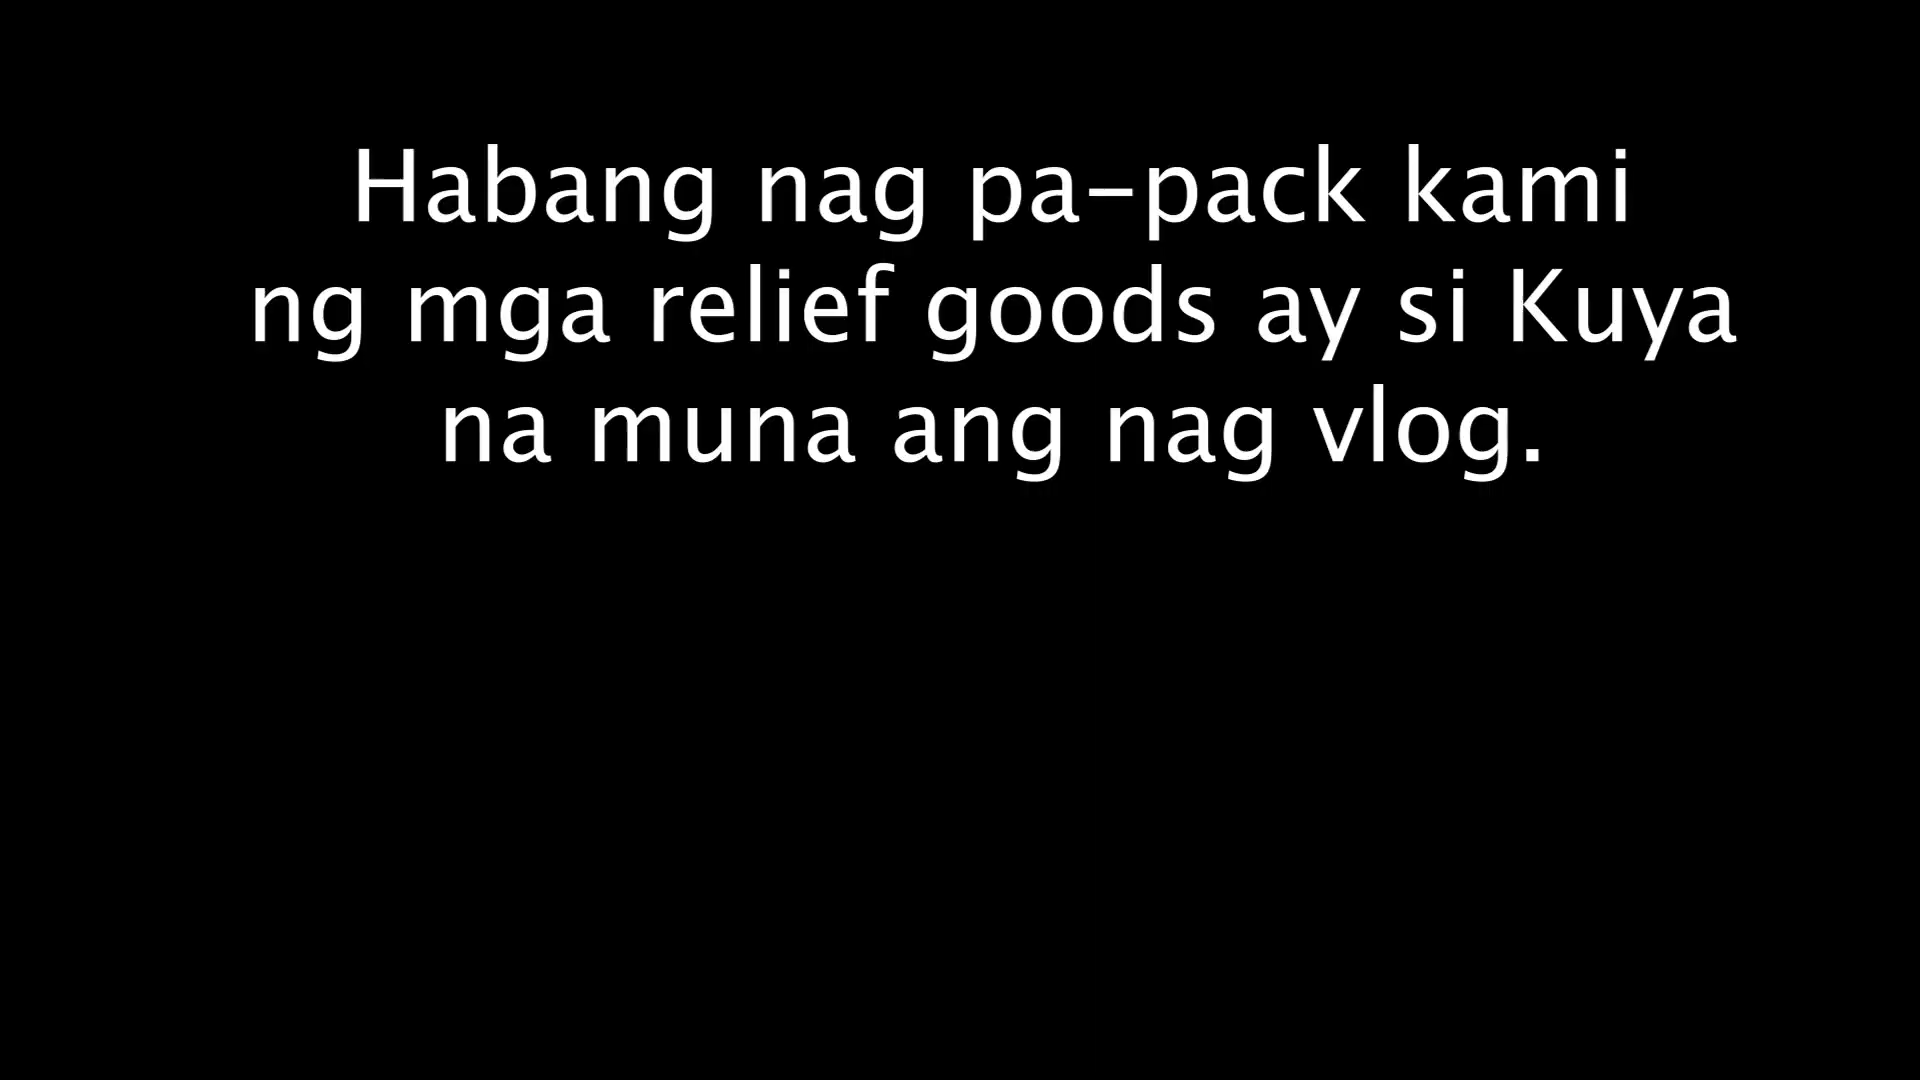 Habang nag pa-pack kami
ng mga relief goods ay si Kuya
na muna ang nag vlog.